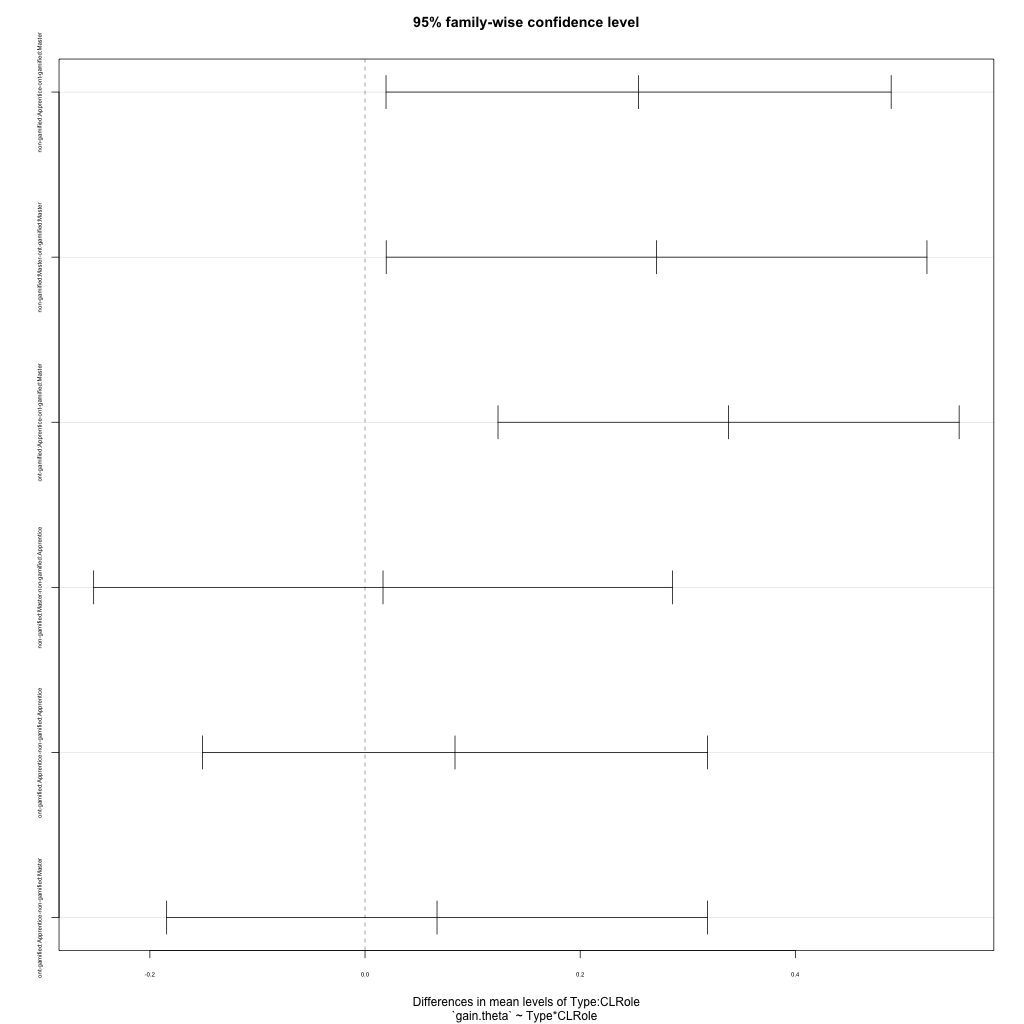 95% family-wise confidence level
non-gamified:Apprentice-ont-gamified:Master
non-gamified:Master-ont-gamified:Master
ont-gamified:Apprentice-ont-gamified:Master
non-gamified:Master-non-gamified:Apprentice
ont-gamified:Apprentice-non-gamified:Apprentice
ont-gamified:Apprentice-non-gamified:Master
-0.2 0.0 0.2 0.4
Differences in mean levels of Type:CLRole
`gain.theta` ~ Type*CLRole